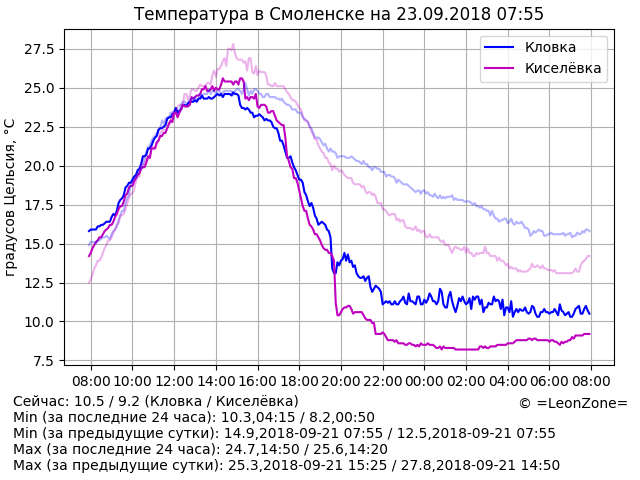 Температура в Смоленске на 23.09.2018 07:55
градусов Цельсия, °C
27.5
25.0
22.5
20.0
17.5
15.0
12.5
10.0
7.5
Кловка
Киселёвка
08:00 10:00 12:00 14:00 16:00 18:00 20:00 22:00 00:00 02:00 04:00 06:00 08:00
Сейчас: 10.5 / 9.2 (Кловка / Киселёвка)
© =LeonZone=
Min (за последние 24 часа): 10.3,04:15 / 8.2,00:50
Min (за предыдущие сутки): 14.9,2018-09-21 07:55 / 12.5,2018-09-21 07:55
Max (за последние 24 часа): 24.7,14:50 / 25.6,14:20
Max (за предыдущие сутки): 25.3,2018-09-21 15:25 / 27.8,2018-09-21 14:50